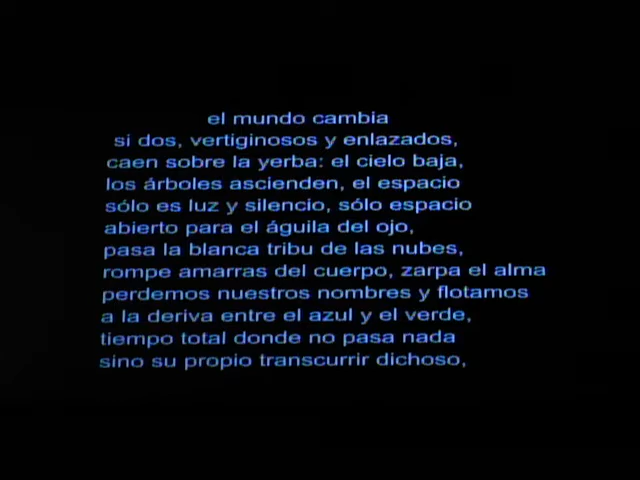 el mundo cambia
si dos, vertiginosos y enlazados,
caen sobre la yerba: el cielo baja,
los árboles ascienden, el espacio
sólo es luz y silencio, sólo espacio
abierto para el águila del ojo,
pasa la blanca tribu de las nubes,
rompe amarras del cuerpo, zarpa el alma
perdemos nuestros nombres y flotamos
a la deriva entre el azul y el verde,
tiempo total donde no pasa nada
sino su propio transcurrir dichoso,